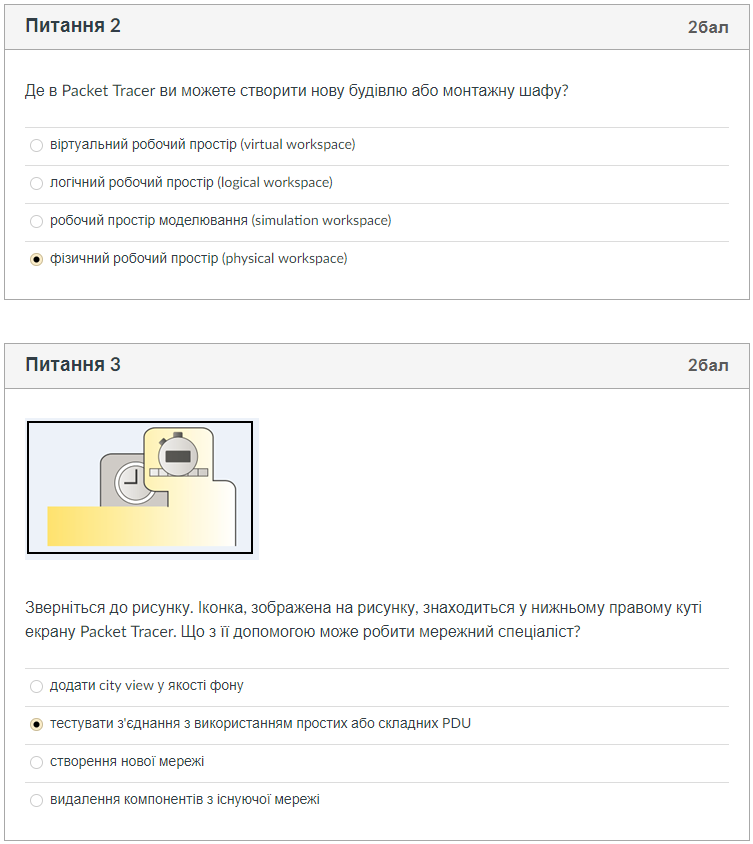 Питання 2
2бал
Де в Packet Tracer ви можете створити нову будівлю або монтажну шафу?
віртуальний робочий простір (virtual workspace)
логічний робочий простір (logical workspace)
робочий простір моделювання (simulation workspace)
фізичний робочий простір (physical workspace)
Питання 3
2бал
Зверніться до рисунку. Іконка, зображена на рисунку, знаходиться у нижньому правому куті
екрану Packet Tracer. Що з її допомогою може робити мережний спеціаліст?
додати city view у якості фону
тестувати з'єднання з використанням простих або складних PDU
створення нової мережі
видалення компонентів з існуючої мережі